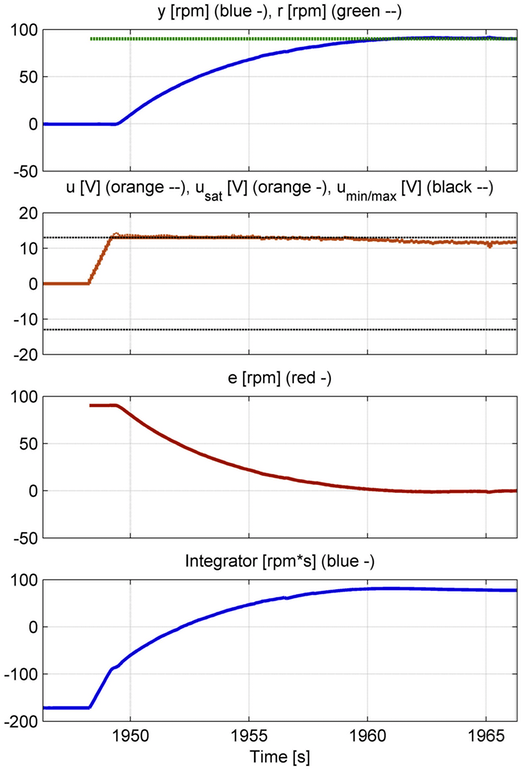 y [rpm] (blue -), r [rpm] (green --)
100
50
0
-50
u [V] (orange --), u_sat [V] (orange -), u_min/max [V] (black --)
20
10
0
-10
-20
e [rpm] (red -)
100
50
0
-50
Integrator [rpm*s] (blue -)
100
0
-100
-200
1950 1955 1960 1965
Time [s]